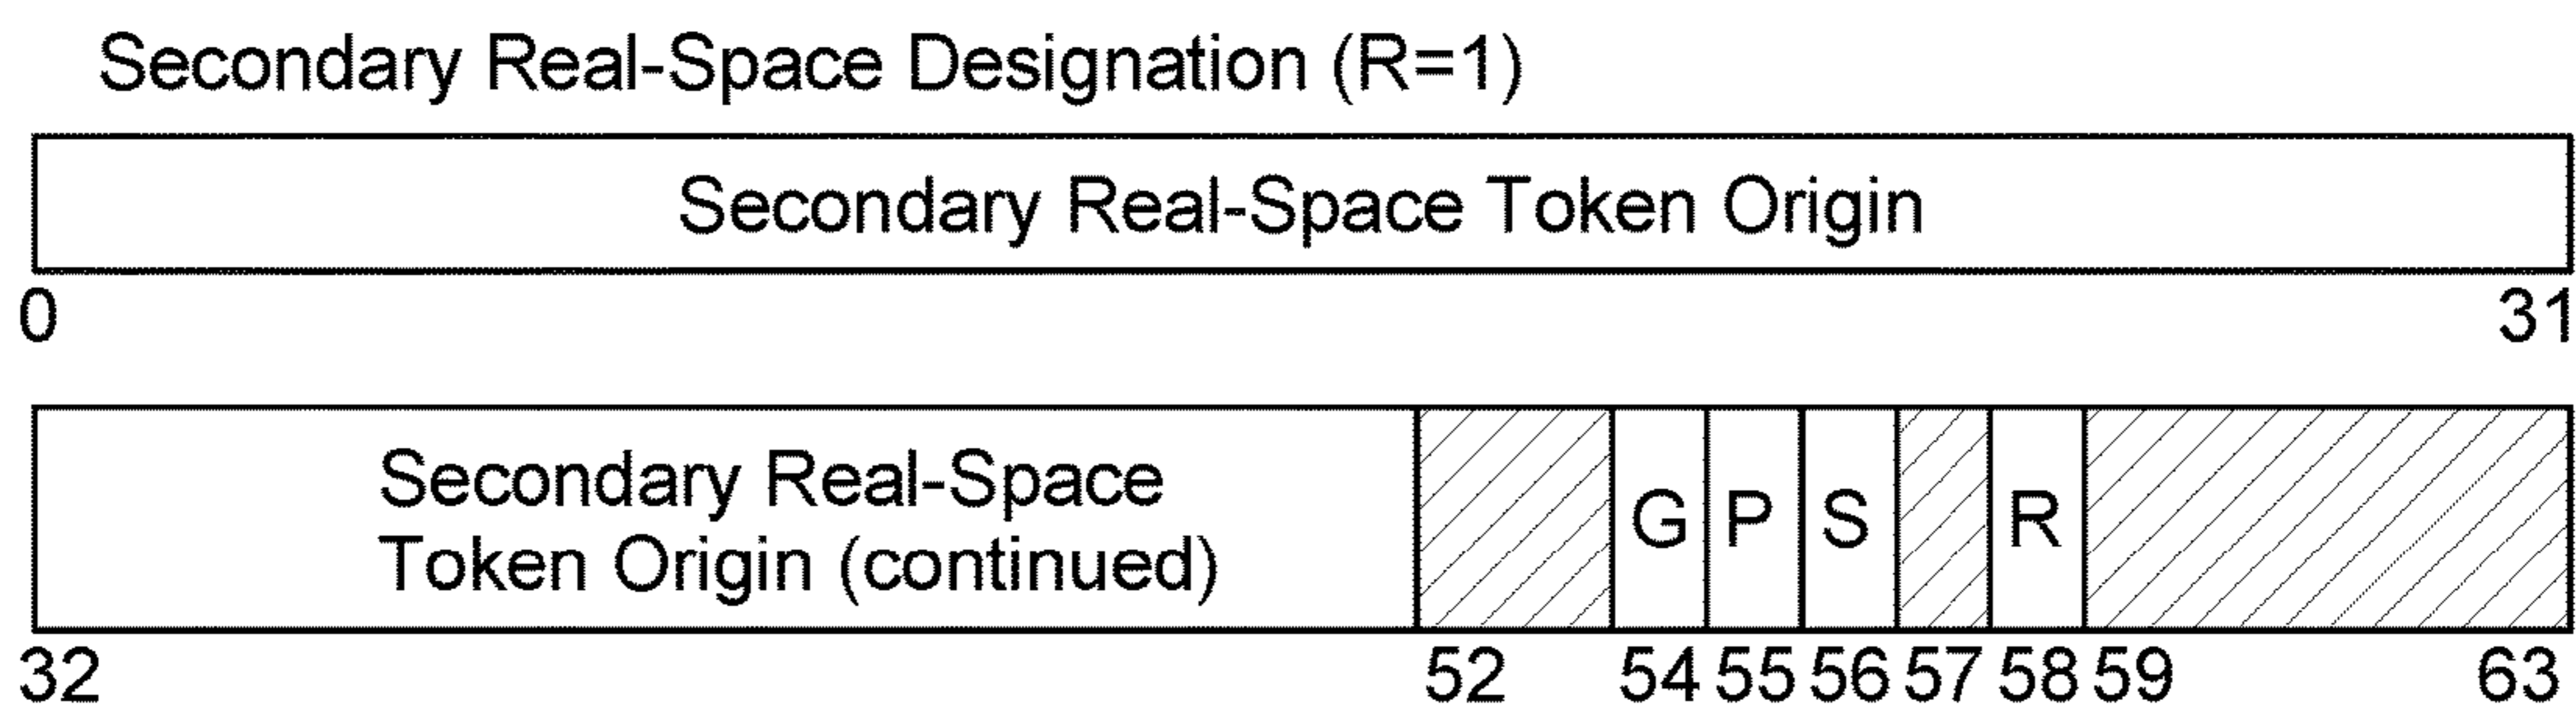 Secondary Real-Space Designation (R=1)
Secondary Real-Space Token Origin
0 31
Secondary Real-Space
Token Origin (continued)
G P S R
32 52 54 55 56 57 58 59 63